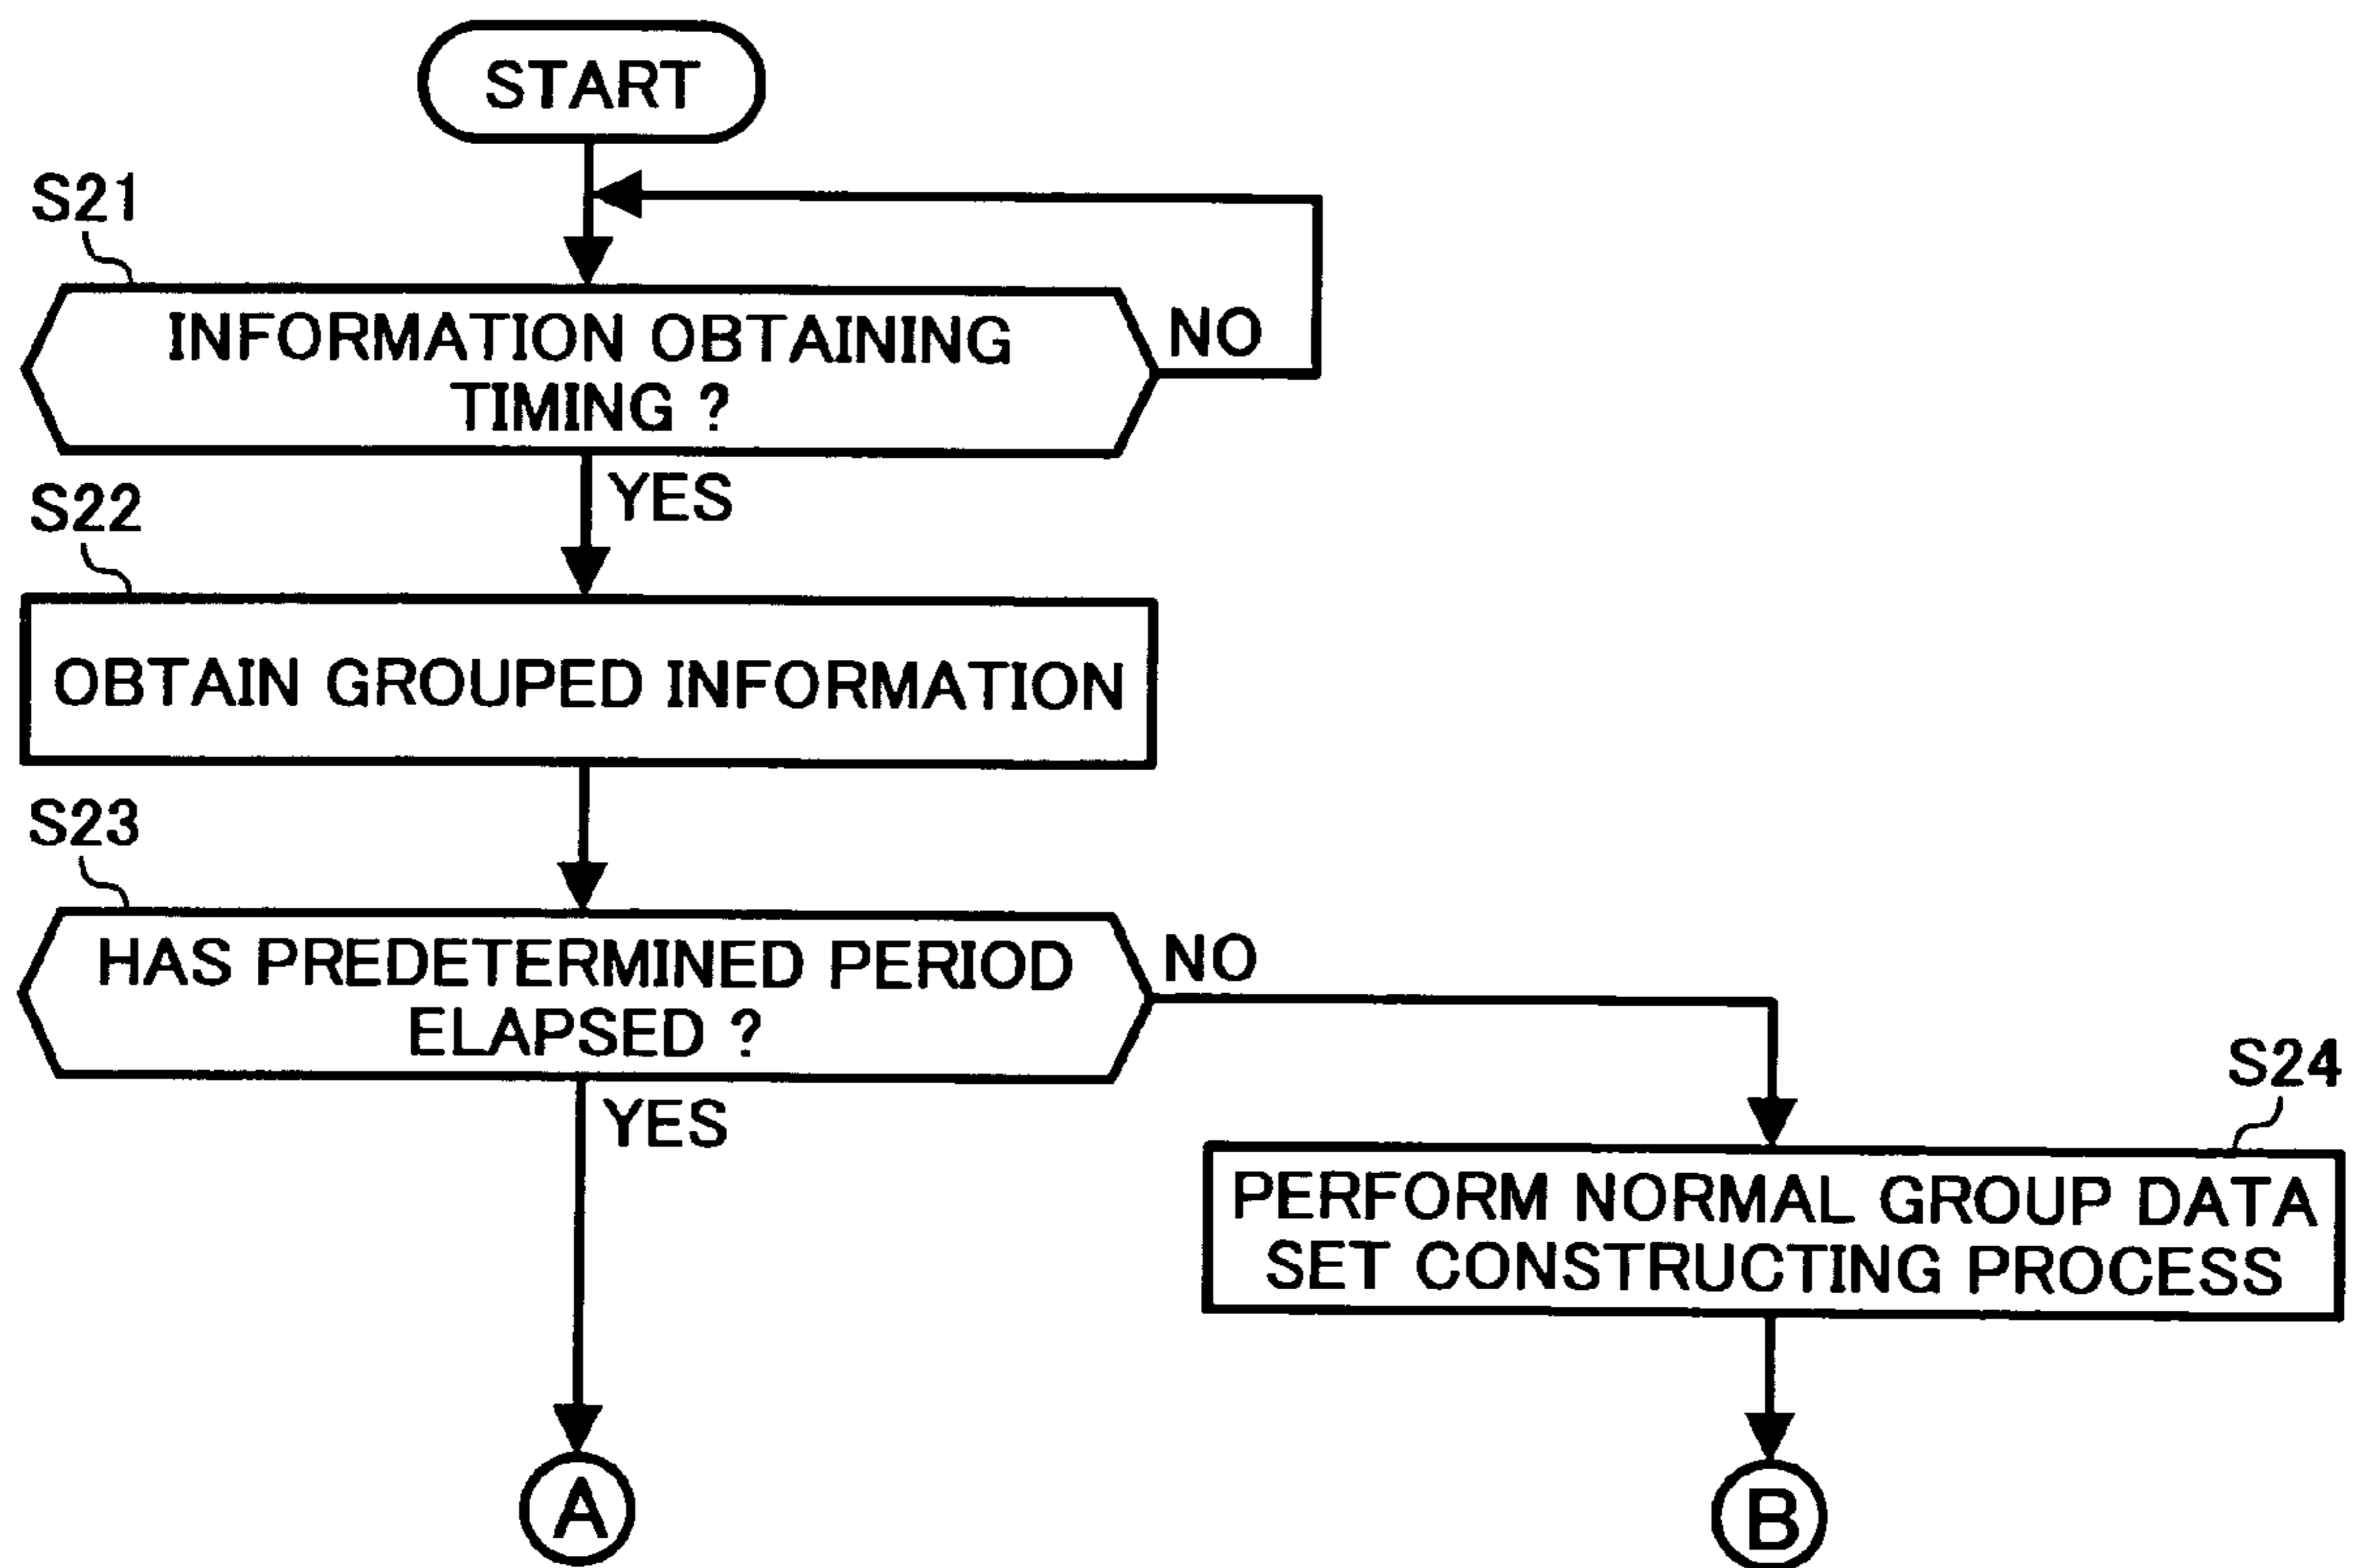 START
S21
INFORMATION OBTAINING
TIMING ?
NO
YES
S22
OBTAIN GROUPED INFORMATION
S23
HAS PREDETERMINED PERIOD
ELAPSED ?
NO
YES
S24
PERFORM NORMAL GROUP DATA
SET CONSTRUCTING PROCESS
A
B